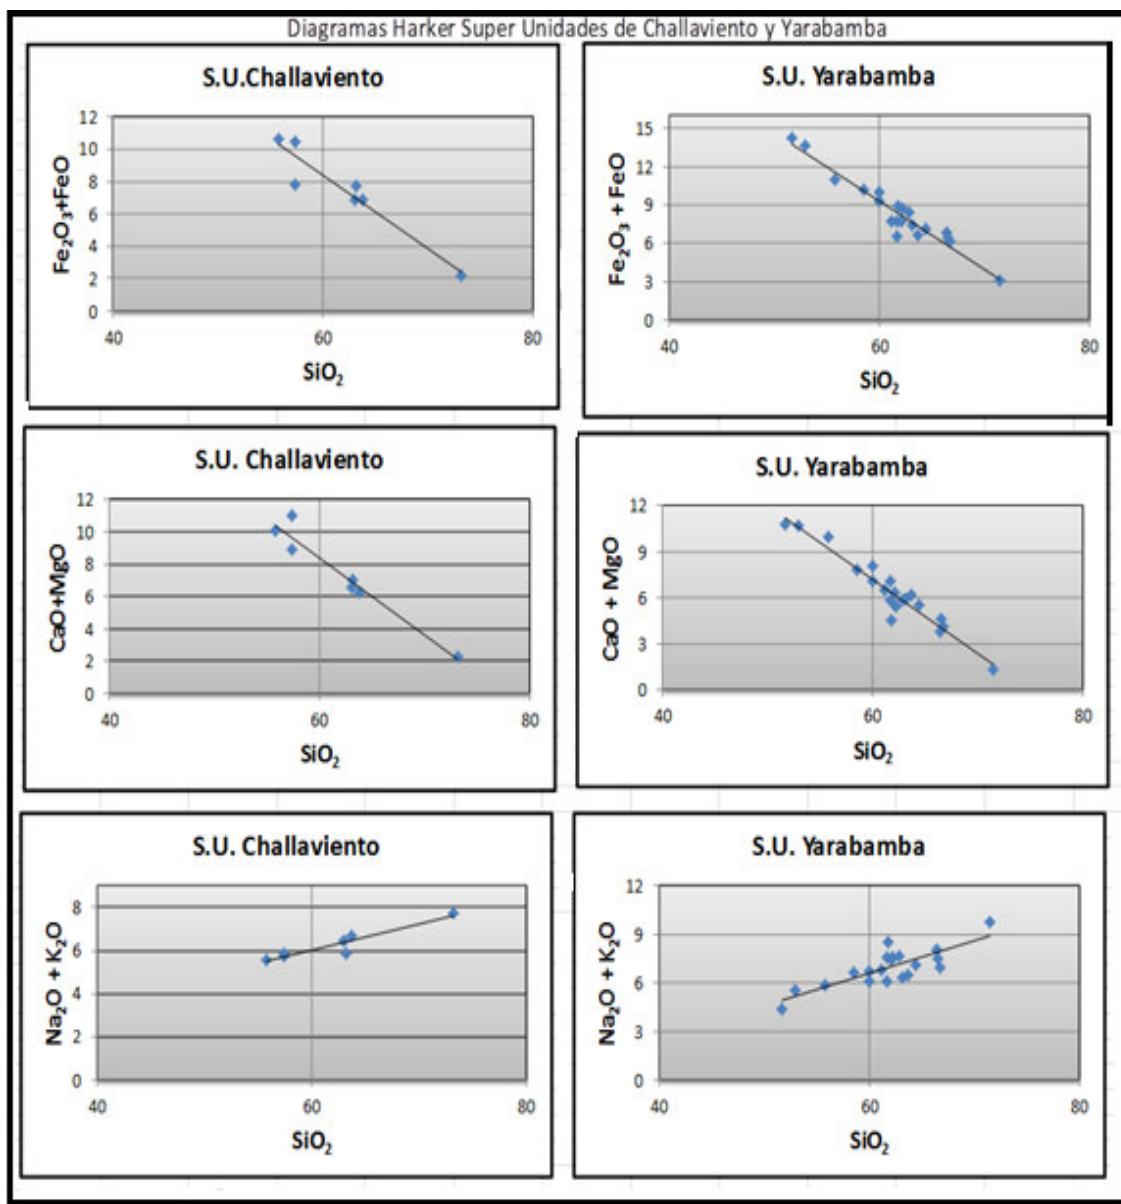 Diagramas Harker Super Unidades de Challaviento y Yarabamba
S.U.Challaviento
Fe₂O₃+FeO
12
10
8
6
4
2
0
40 60 80
SiO₂
S.U. Yarabamba
Fe₂O₃ + FeO
15
12
9
6
3
0
40 60 80
SiO₂
S.U. Challaviento
CaO+MgO
12
10
8
6
4
2
0
40 60 80
SiO₂
S.U. Yarabamba
CaO + MgO
12
9
6
3
0
40 60 80
SiO₂
S.U. Challaviento
Na₂O + K₂O
8
6
4
2
0
40 60 80
SiO₂
S.U. Yarabamba
Na₂O + K₂O
12
9
6
3
0
40 60 80
SiO₂